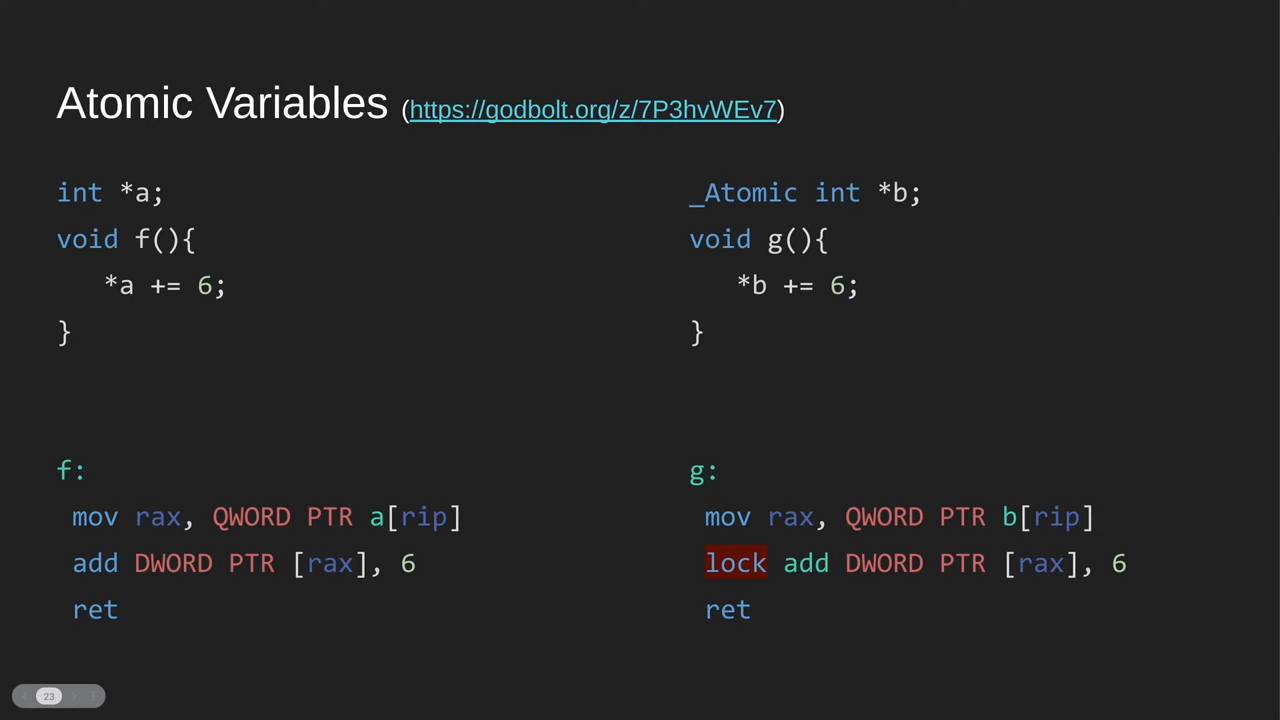 Atomic Variables (https://godbolt.org/z/7P3hvWEv7)
int *a;
void f(){
   *a += 6;
}
_Atomic int *b;
void g(){
   *b += 6;
}
f:
 mov rax, QWORD PTR a[rip]
 add DWORD PTR [rax], 6
 ret
g:
 mov rax, QWORD PTR b[rip]
 lock add DWORD PTR [rax], 6
 ret
23